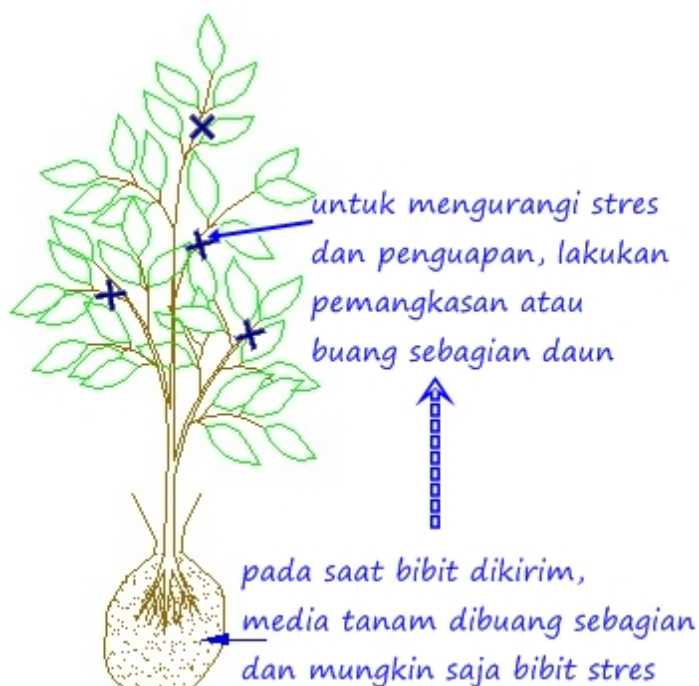 untuk mengurangi stres
dan penguapan, lakukan
pemangkasan atau
buang sebagian daun
pada saat bibit dikirim,
media tanam dibuang sebagian
dan mungkin saja bibit stres